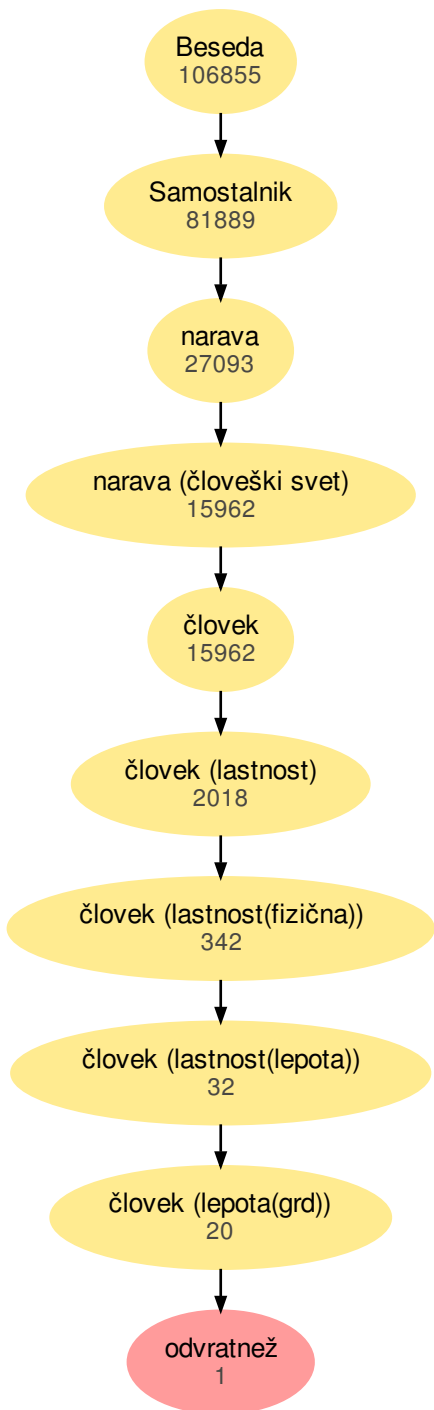 Beseda
106855
Samostalnik
81889
narava
27093
narava (človeški svet)
15962
človek
15962
človek (lastnost)
2018
človek (lastnost(fizična))
342
človek (lastnost(lepota))
32
človek (lepota(grd))
20
odvratnež
1